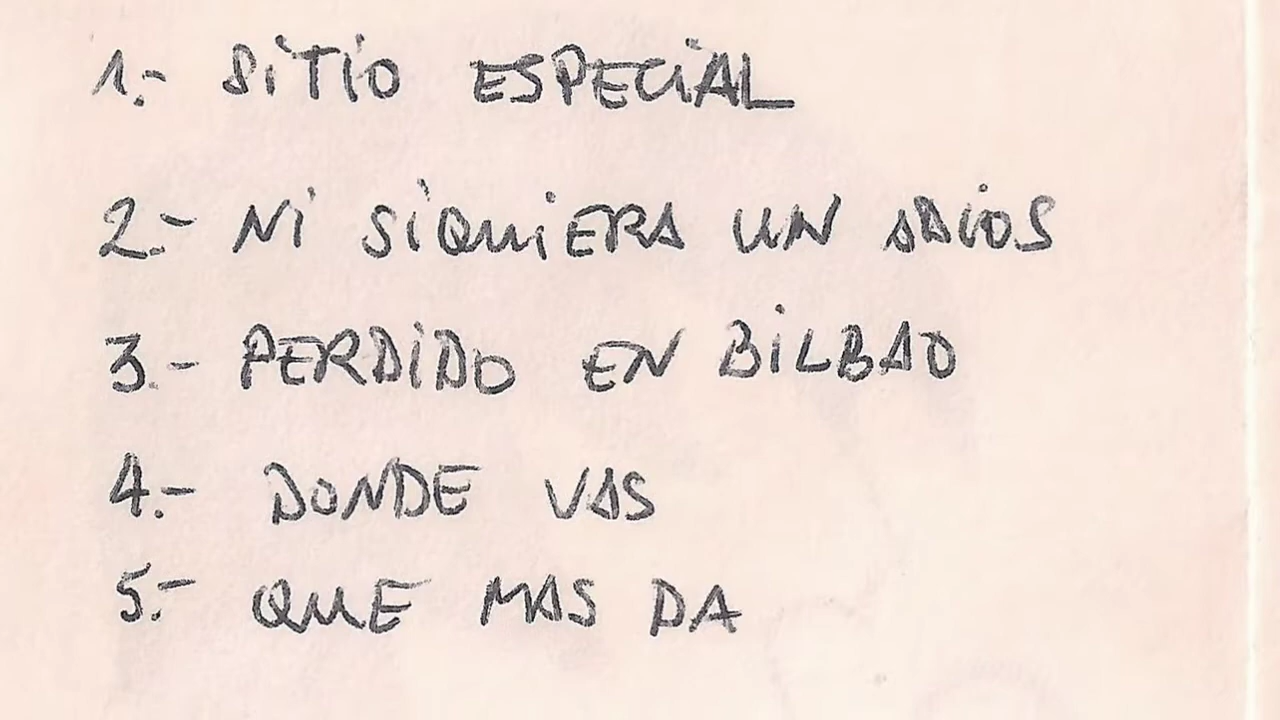 1.- SiTiO ESPECiAL
2.- Ni SiQUiERA UN ADiOS
3.- PERDiDO EN BiLBAO
4.- DONDE VAS
5.- QUE MAS DA